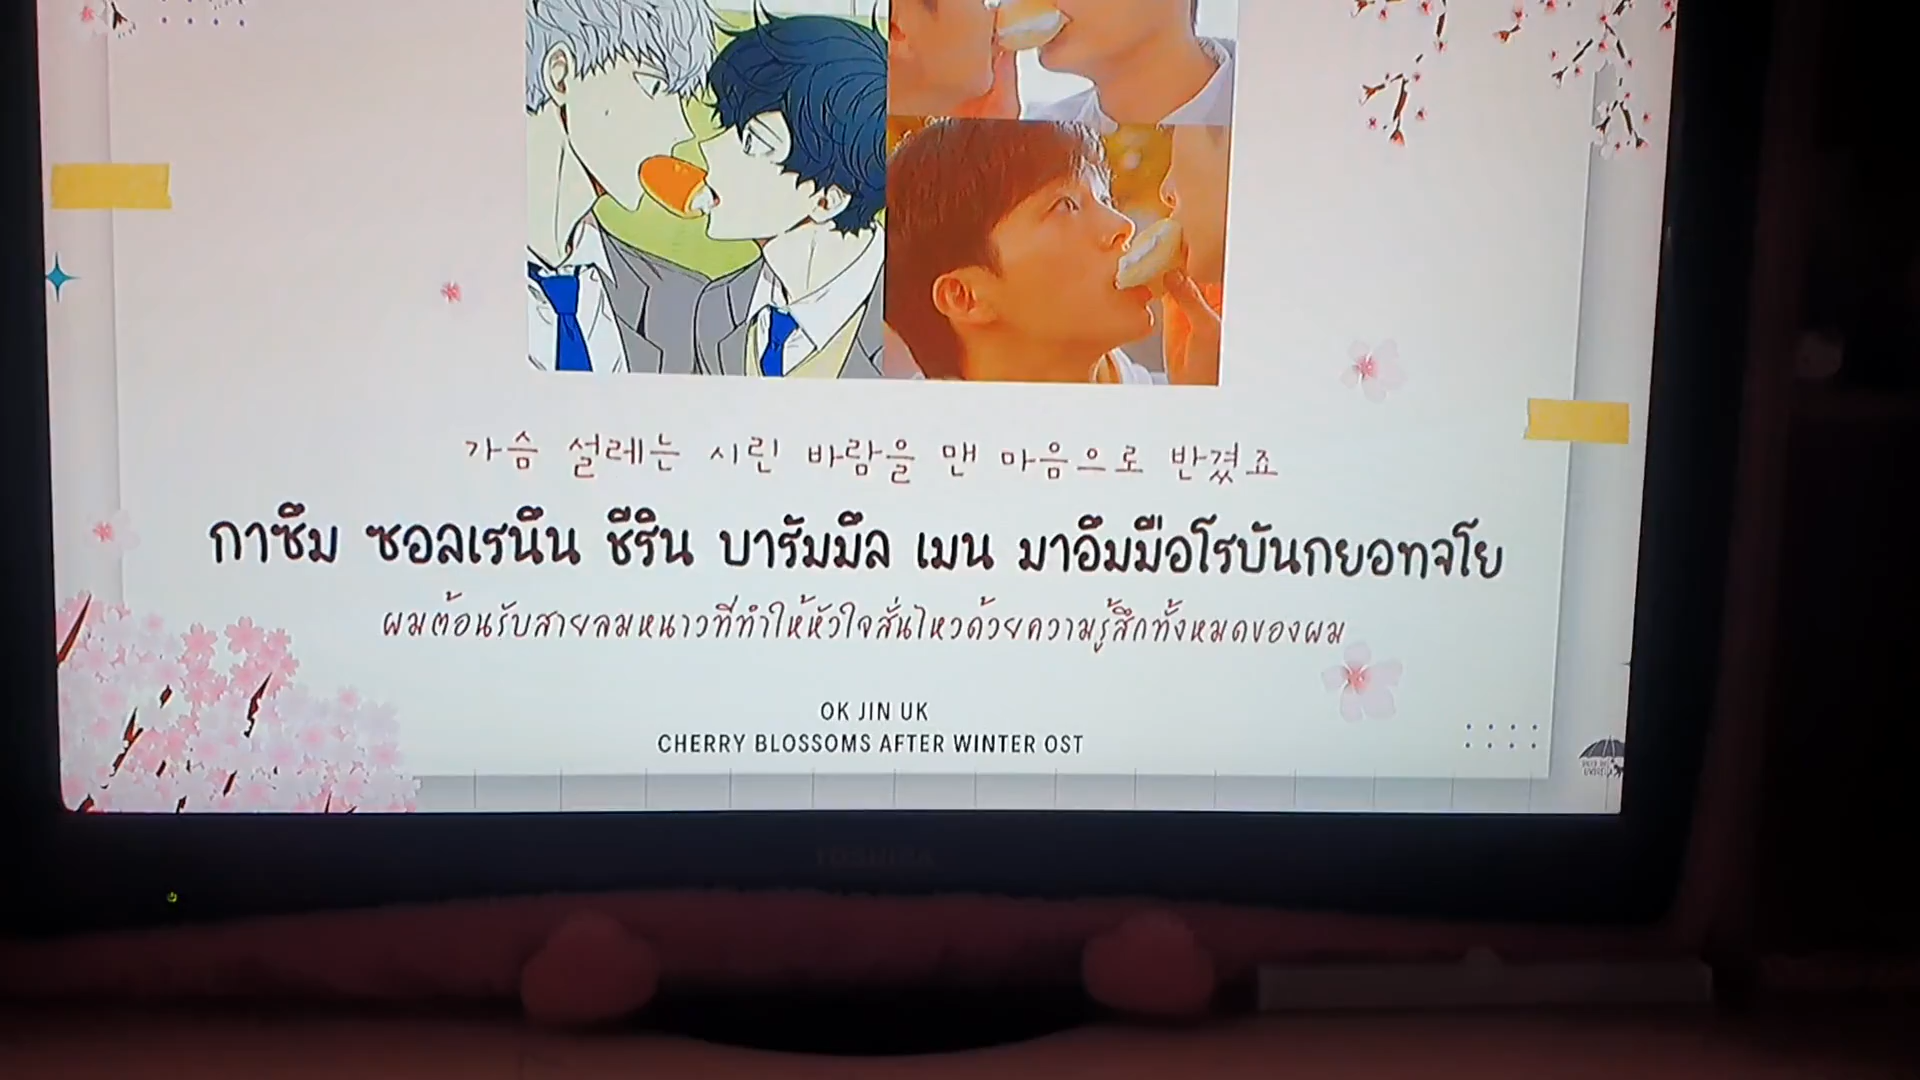 가슴 설레는 시린 바람을 맨 마음으로 반겼죠
กาซึม ซอลเรนึน ชีริน บารัมมึล เมน มาอึมมือโรบันกยอทจโย
ผมต้อนรับสายลมหนาวที่ทำให้หัวใจสั่นไหวด้วยความรู้สึกทั้งหมดของผม
OK JIN UK
CHERRY BLOSSOMS AFTER WINTER OST
TOSHIBA